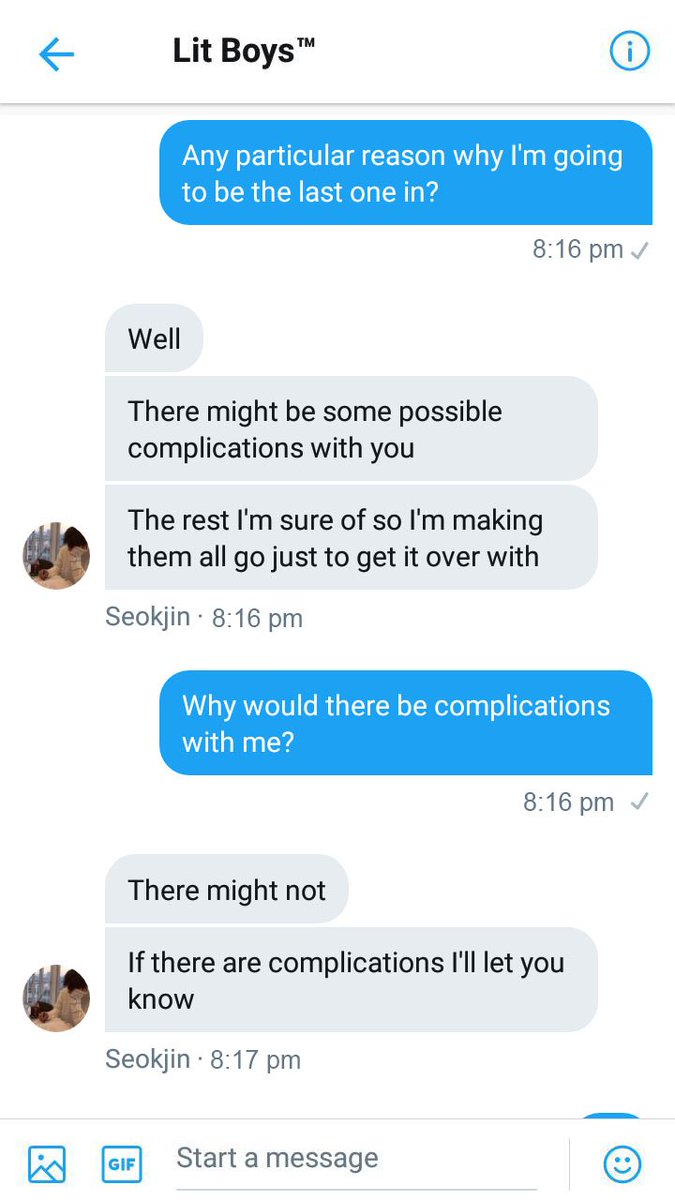 Lit Boys™
Any particular reason why I'm going
to be the last one in?
8:16 pm
Well
There might be some possible
complications with you
The rest I'm sure of so I'm making
them all go just to get it over with
Seokjin · 8:16 pm
Why would there be complications
with me?
8:16 pm
There might not
If there are complications I'll let you
know
Seokjin · 8:17 pm
GIF
Start a message